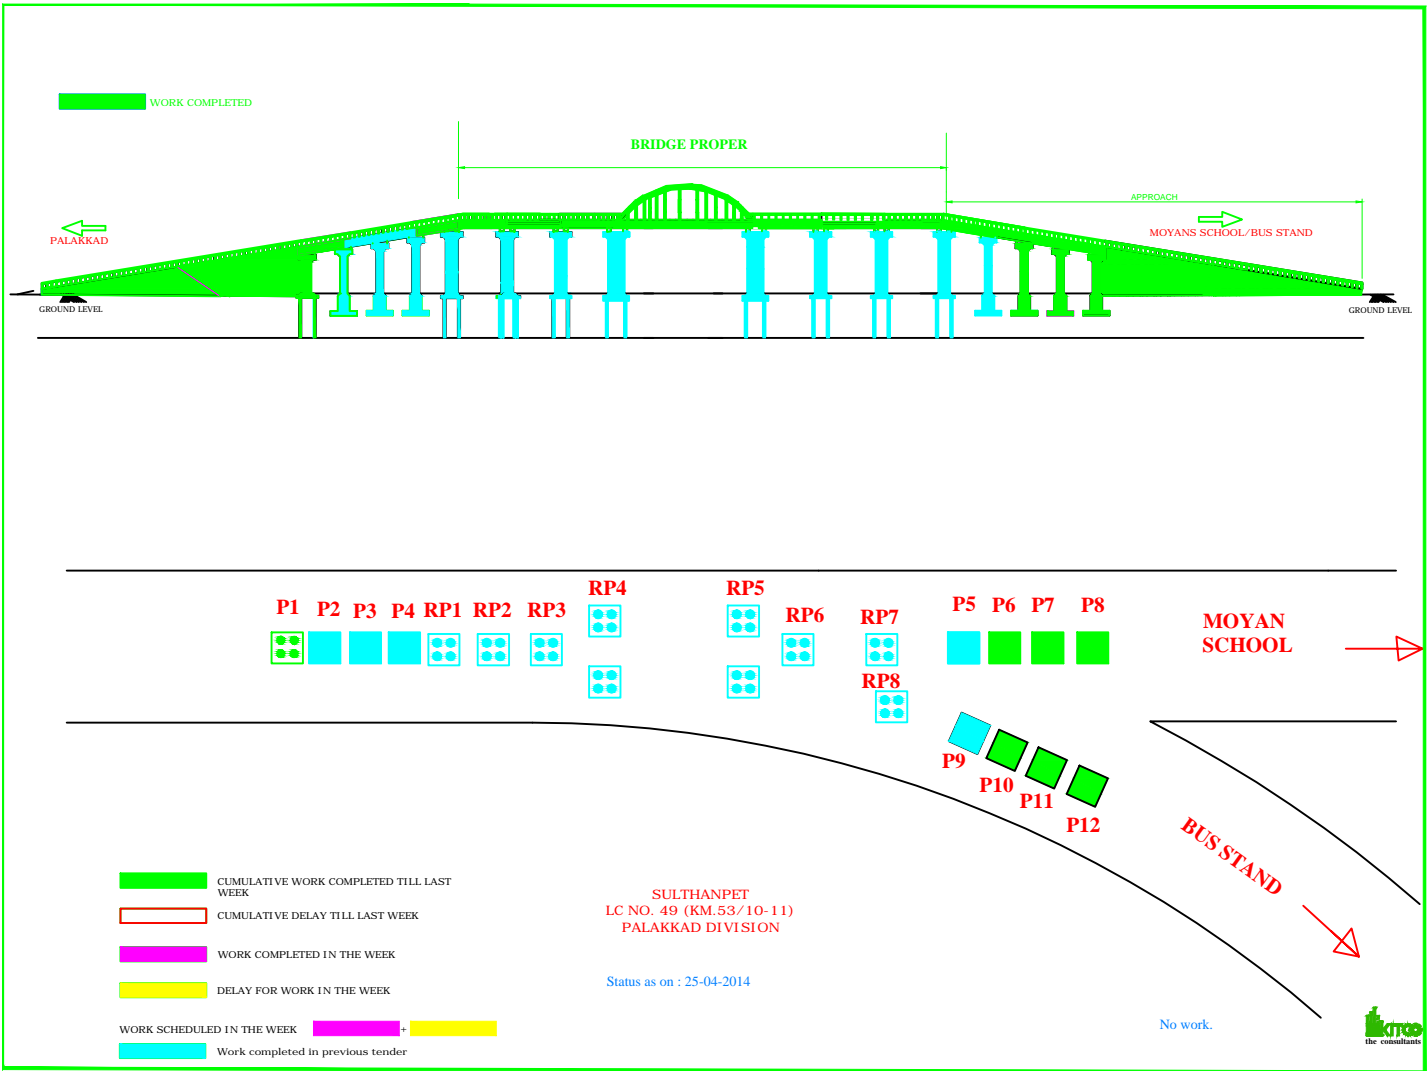 WORK COMPLETED
BRIDGE PROPER
APPROACH
PALAKKAD
MOYANS SCHOOL/BUS STAND
GROUND LEVEL
GROUND LEVEL
P1
P2
P3
P4
RP1
RP2
RP3
RP4
RP5
RP6
RP7
RP8
P5
P6
P7
P8
MOYAN
SCHOOL
P9
P10
P11
P12
BUS STAND
CUMULATIVE WORK COMPLETED TILL LAST
WEEK
CUMULATIVE DELAY TILL LAST WEEK
WORK COMPLETED IN THE WEEK
DELAY FOR WORK IN THE WEEK
WORK SCHEDULED IN THE WEEK +
Work completed in previous tender
SULTHANPET
LC NO. 49 (KM.53/10-11)
PALAKKAD DIVISION
Status as on : 25-04-2014
No work.
KITCO
the consultants